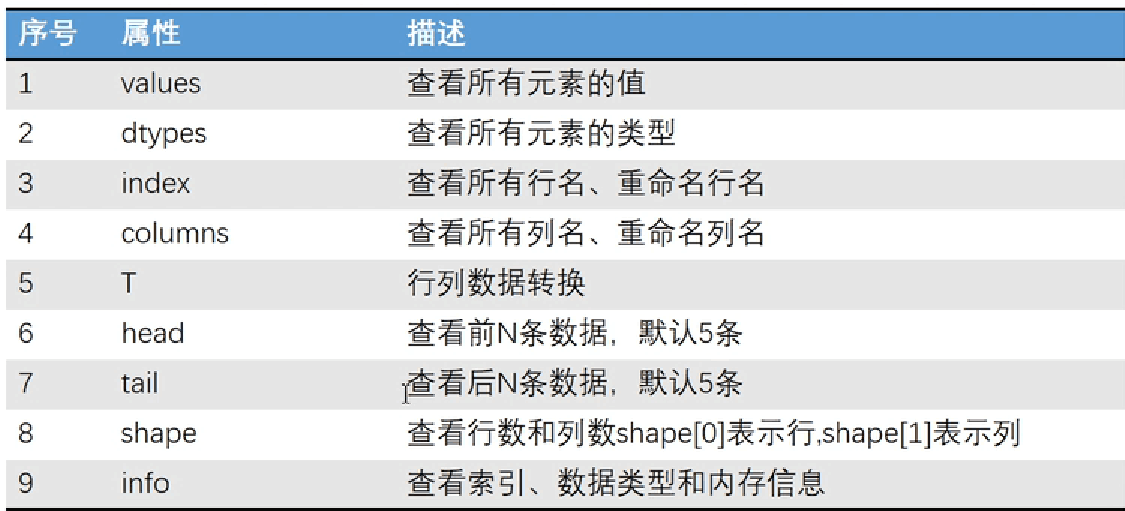 序号 属性 描述
1 values 查看所有元素的值
2 dtypes 查看所有元素的类型
3 index 查看所有行名、重命名行名
4 columns 查看所有列名、重命名列名
5 T 行列数据转换
6 head 查看前N条数据，默认5条
7 tail 查看后N条数据，默认5条
8 shape 查看行数和列数shape[0]表示行,shape[1]表示列
9 info 查看索引、数据类型和内存信息